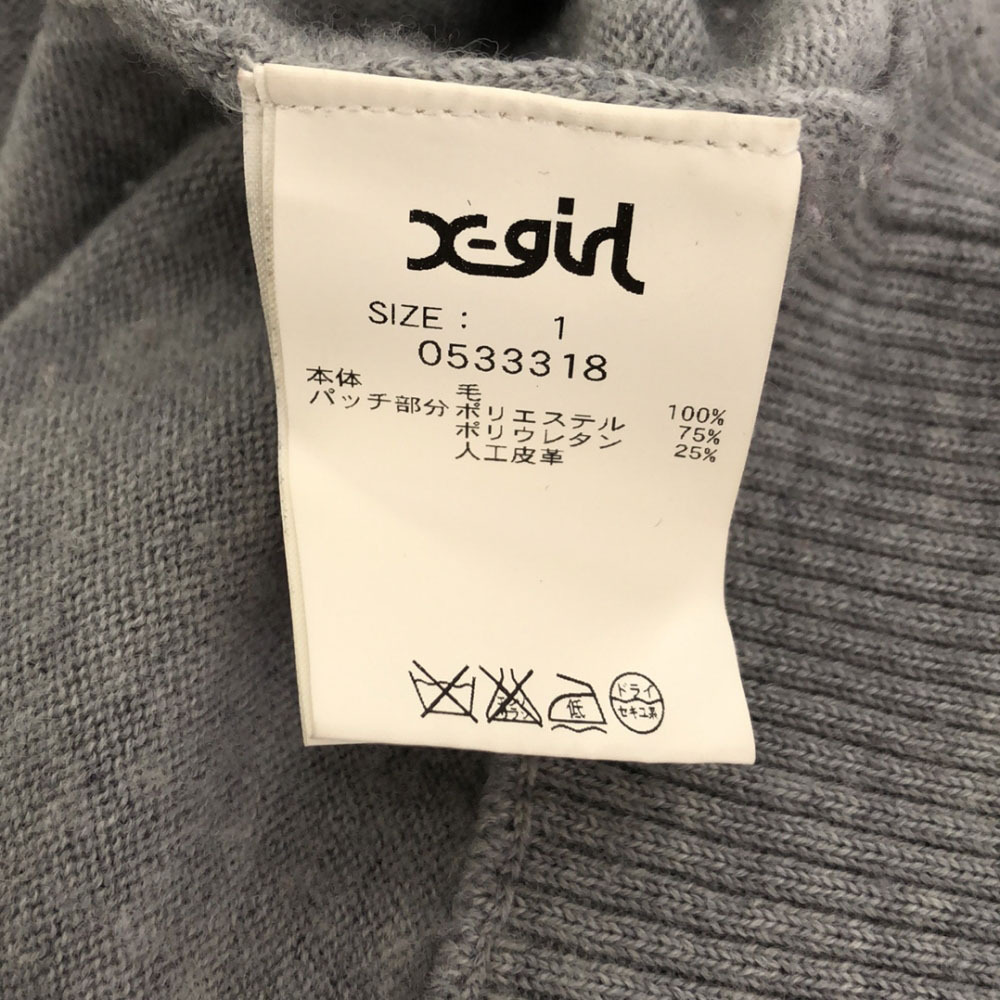 X-girl
SIZE : 1
0533318
本体 毛 100%
パッチ部分 ポリエステル 75%
ポリウレタン 25%
人工皮革
低
ドライ
セキユ系